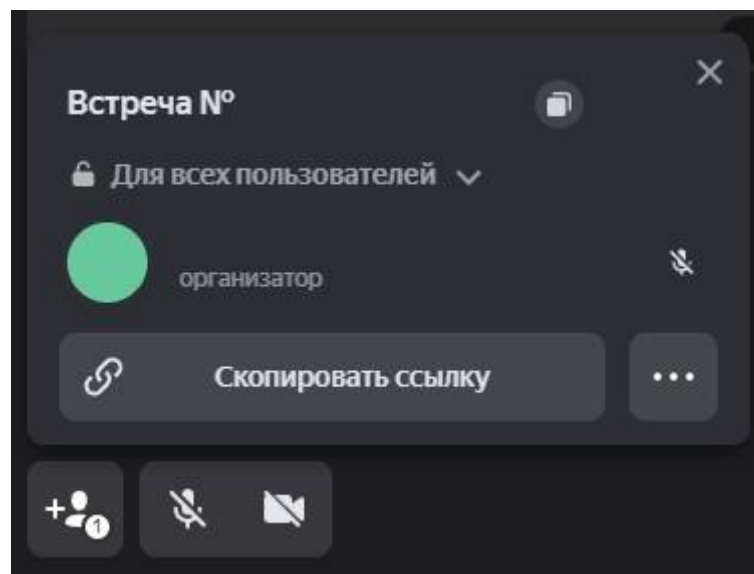 Встреча №
Для всех пользователей
организатор
Скопировать ссылку
1